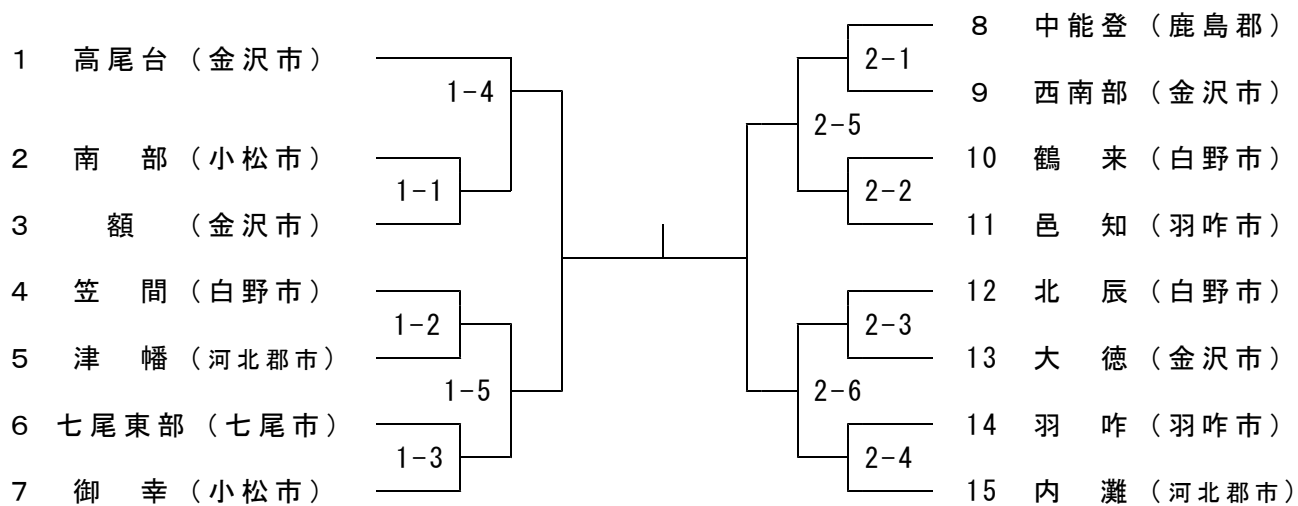 1 高尾台（金沢市）
1-4
2 南 部（小松市）
1-1
3 額 （金沢市）
4 笠 間（白野市）
1-2
5 津 幡（河北郡市）
1-5
6 七尾東部（七尾市）
1-3
7 御 幸（小松市）
8 中能登（鹿島郡）
2-1
9 西南部（金沢市）
2-5
10 鶴 来（白野市）
2-2
11 邑 知（羽咋市）
12 北 辰（白野市）
2-3
13 大 徳（金沢市）
2-6
14 羽 咋（羽咋市）
2-4
15 内 灘（河北郡市）